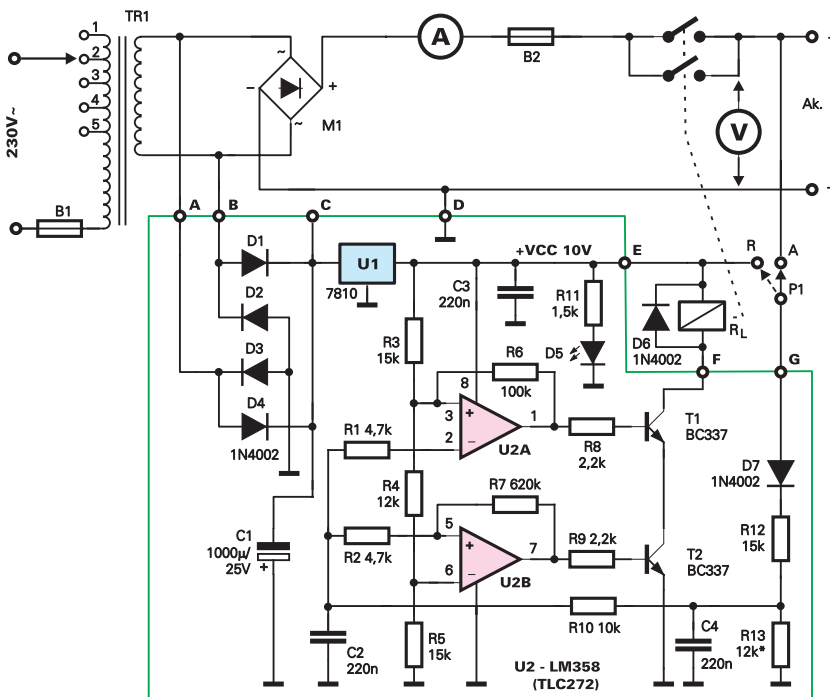 TR1
1
2
3
4
5
230V~
B1
~
−
+
~
M1
A
B2
V
Ak.
A
B
C
D
+VCC 10V
E
R
A
P1
D1
D2
D3
D4
1N4002
U1
7810
C3
220n
R11
1,5k
D5
D6
1N4002
RL
F
G
R3
15k
R6
100k
8
3
+
2
−
1
U2A
R1 4,7k
R8
2,2k
T1
BC337
D7
1N4002
R4
12k
R7 620k
R2 4,7k
5
+
6
−
7
U2B
R9 2,2k
T2
BC337
R12
15k
C1
1000µ/
25V
+
R10 10k
C2
220n
R5
15k
U2 - LM358
(TLC272)
C4
220n
R13
12k*